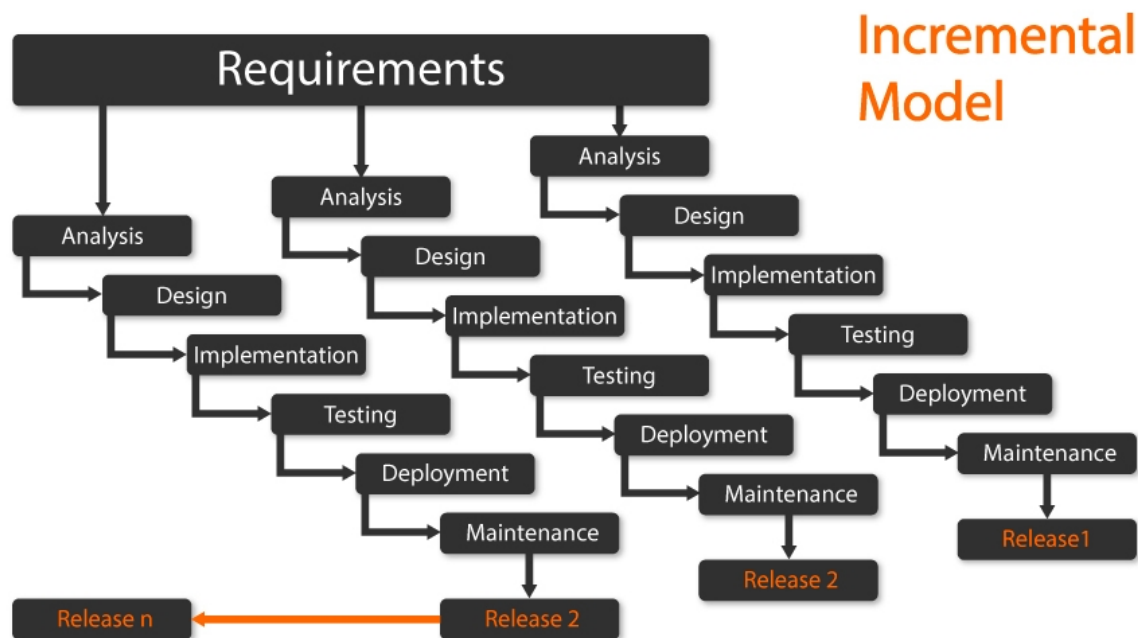 Incremental
Model
Requirements
Analysis
Design
Implementation
Testing
Deployment
Maintenance
Release 2
Release n
Analysis
Design
Implementation
Testing
Deployment
Maintenance
Release 2
Analysis
Design
Implementation
Testing
Deployment
Maintenance
Release1